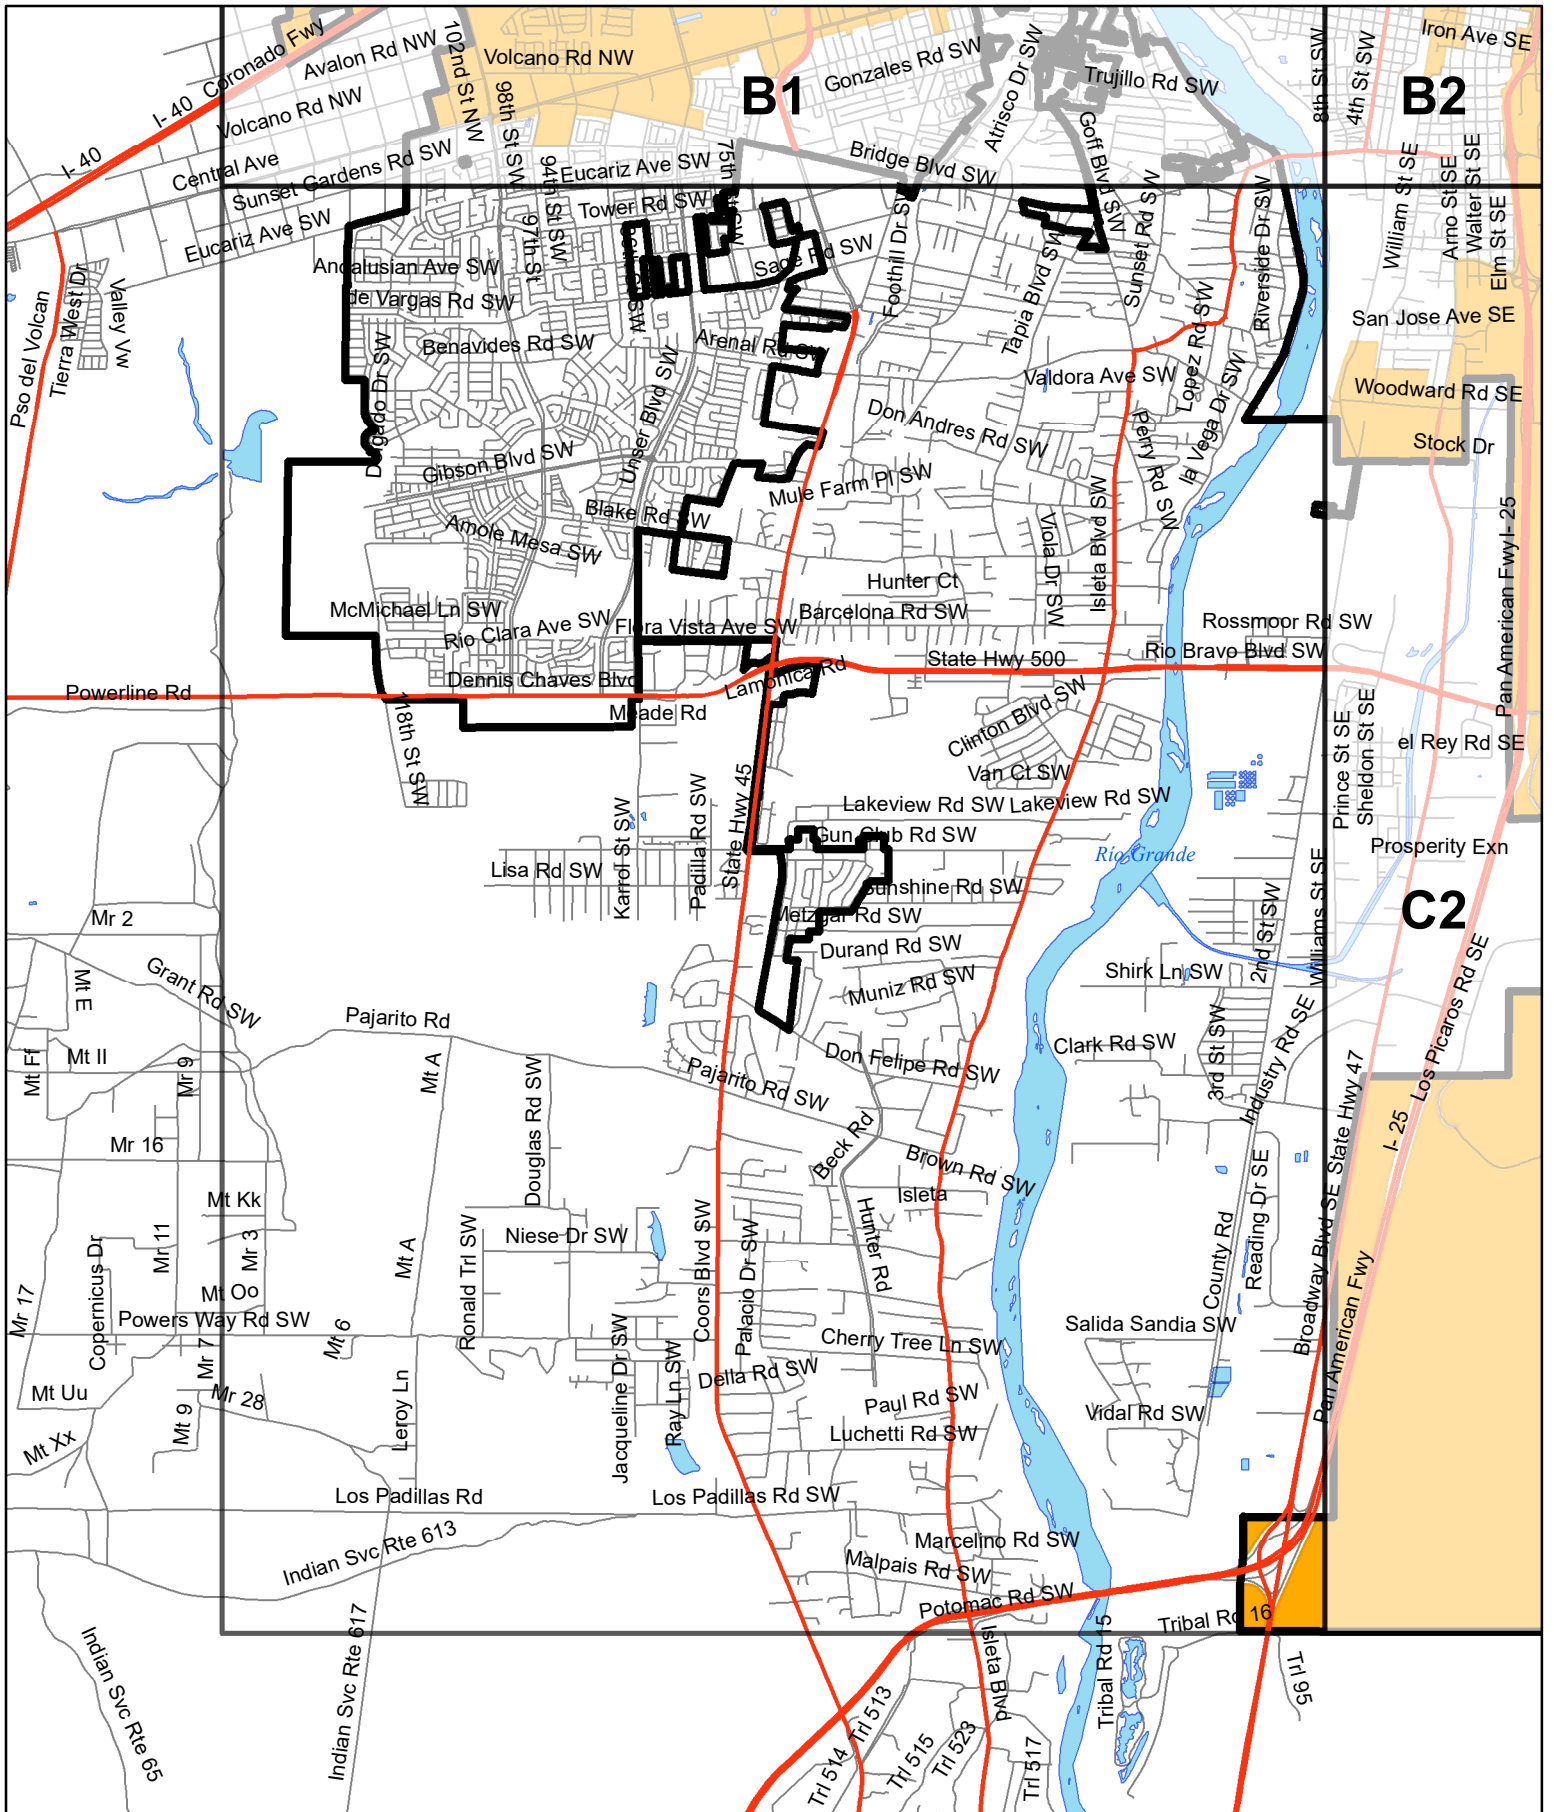 I- 40 Coronado Fwy
Avalon Rd NW
102nd St NW
Volcano Rd NW
B1
Gonzales Rd SW
Atrisco Dr SW
Trujillo Rd SW
8th St SW
4th St SW
B2
Iron Ave SE
Volcano Rd NW
98th St SW
Goff Blvd SW
I- 40
Central Ave
Sunset Gardens Rd SW
94th St SW
Eucariz Ave SW
Bridge Blvd SW
William St SE
Arno St SE
Walter St SE
Elm St SE
Eucariz Ave SW
Tower Rd SW
97th St
Sunset Rd SW
Riverside Dr SW
Andalusian Ave SW
Sage Rd SW
Foothill Dr SW
Tapia Blvd SW
Pso del Volcan
Tierra West Dr
Valley Vw
de Vargas Rd SW
Lopez Rd SW
San Jose Ave SE
Benavides Rd SW
Arenal Rd SW
Delgado Dr SW
Unser Blvd SW
Valdora Ave SW
la Vega Dr SW
Woodward Rd SE
Don Andres Rd SW
Perry Rd SW
Stock Dr
Gibson Blvd SW
Mule Farm Pl SW
Isleta Blvd SW
Blake Rd SW
Amole Mesa SW
Viola Dr SW
Pan American Fwy I- 25
Hunter Ct
McMichael Ln SW
Rio Clara Ave SW
Flora Vista Ave SW
Barcelona Rd SW
Rossmoor Rd SW
Rio Bravo Blvd SW
State Hwy 500
Lamonica Rd
Dennis Chaves Blvd
Powerline Rd
118th St SW
Meade Rd
Clinton Blvd SW
Prince St SE
Sheldon St SE
el Rey Rd SE
Van Ct SW
Karrol St SW
Padilla Rd SW
State Hwy 45
Lakeview Rd SW
Lakeview Rd SW
Gun Club Rd SW
Rio Grande
Prosperity Exn
Lisa Rd SW
Sunshine Rd SW
Metzgar Rd SW
Mr 2
Durand Rd SW
2nd St SW
Williams St SE
C2
Mt E
Grant Rd SW
Muniz Rd SW
Shirk Ln SW
Pajarito Rd
Mt Ff
Mt II
Mr 9
Mt A
Douglas Rd SW
Pajarito Rd SW
Don Felipe Rd SW
Clark Rd SW
3rd St SW
Industry Rd SE
Los Picaros Rd SE
Mr 16
Beck Rd
Brown Rd SW
Isleta
Mt Kk
Mr 11
Mr 3
Mt A
Ronald Trl SW
Niese Dr SW
Coors Blvd SW
Palacio Dr SW
Hunter Rd
County Rd
Reading Dr SE
Broadway Blvd SE State Hwy 47
I- 25
Pan American Fwy
Mr 17
Copernicus Dr
Mt Oo
Powers Way Rd SW
Mr 7
Mt 6
Jacqueline Dr SW
Ray Ln SW
Cherry Tree Ln SW
Salida Sandia SW
Della Rd SW
Mt Uu
Mr 28
Mt 9
Leroy Ln
Paul Rd SW
Luchetti Rd SW
Vidal Rd SW
Mt Xx
Los Padillas Rd
Los Padillas Rd SW
Indian Svc Rte 613
Marcelino Rd SW
Malpais Rd SW
Potomac Rd SW
Tribal Rd 16
Indian Svc Rte 65
Indian Svc Rte 617
Isleta Blvd
Tribal Rd 15
Trl 95
Trl 513
Trl 514
Trl 515
Trl 523
Trl 517